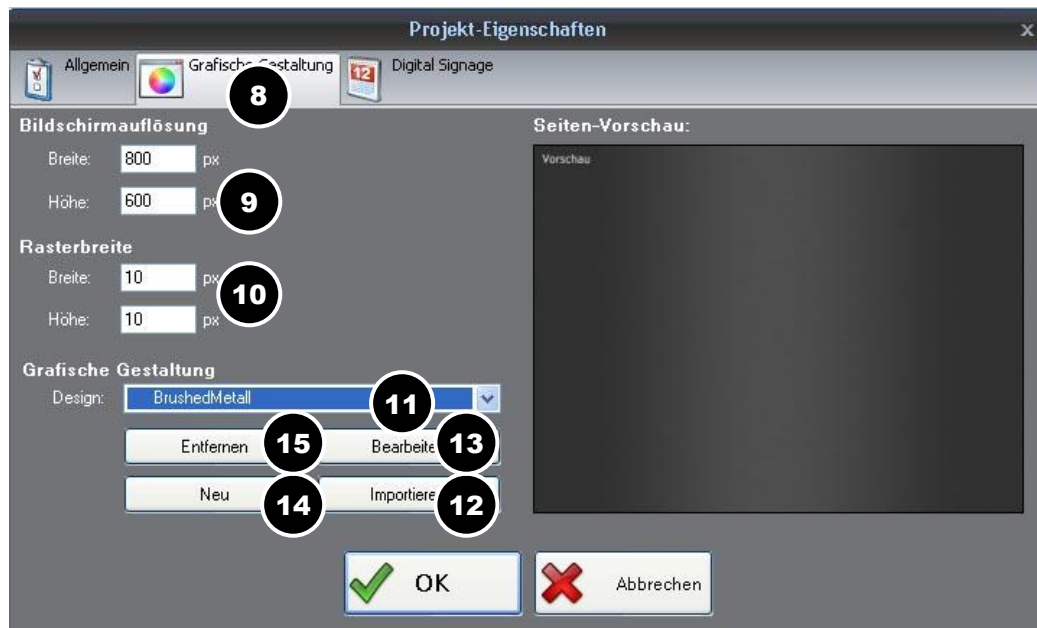 Projekt-Eigenschaften x
Allgemein Grafische Gestaltung Digital Signage
8
Bildschirmauflösung
Breite: 800 px
Höhe: 600 px
9
Rasterbreite
Breite: 10 px
10
Höhe: 10 px
Grafische Gestaltung
Design: BrushedMetall
11
Entfernen 15 Bearbeite 13
Neu 14 Importiere 12
Seiten-Vorschau:
Vorschau
OK Abbrechen